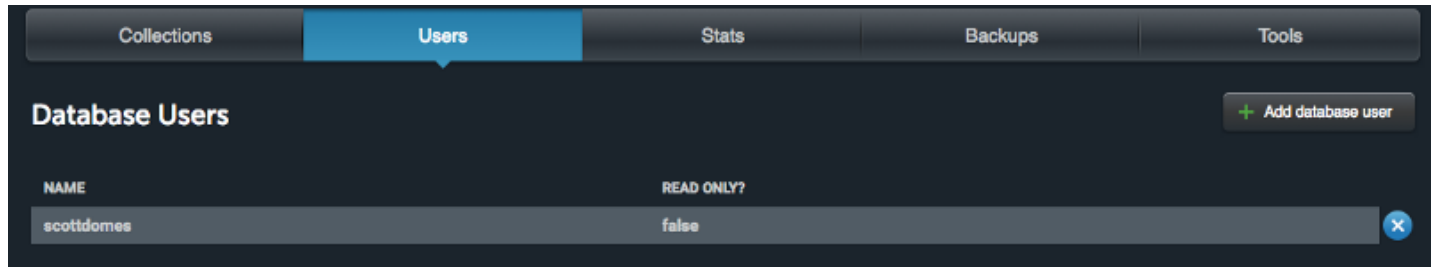 Collections Users Stats Backups Tools
Database Users
+ Add database user
NAME READ ONLY?
scottdomes false